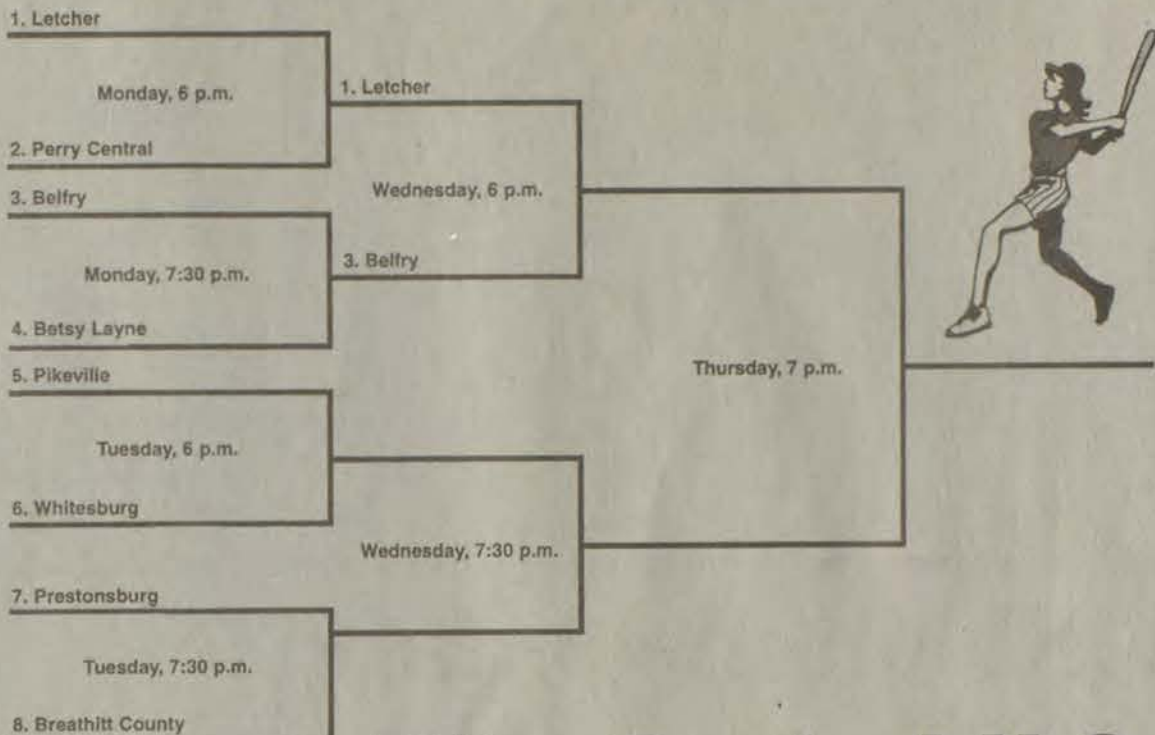 1. Letcher
Monday, 6 p.m.
1. Letcher
2. Perry Central
Wednesday, 6 p.m.
3. Belfry
3. Belfry
Monday, 7:30 p.m.
4. Betsy Layne
Thursday, 7 p.m.
5. Pikeville
Tuesday, 6 p.m.
6. Whitesburg
Wednesday, 7:30 p.m.
7. Prestonsburg
Tuesday, 7:30 p.m.
8. Breathitt County